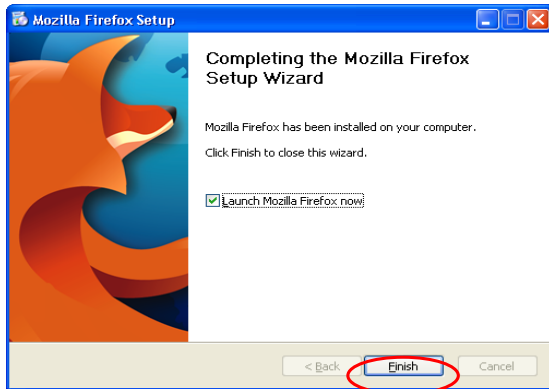 Mozilla Firefox Setup
Completing the Mozilla Firefox
Setup Wizard
Mozilla Firefox has been installed on your computer.
Click Finish to close this wizard.
Launch Mozilla Firefox now
< Back
Finish
Cancel